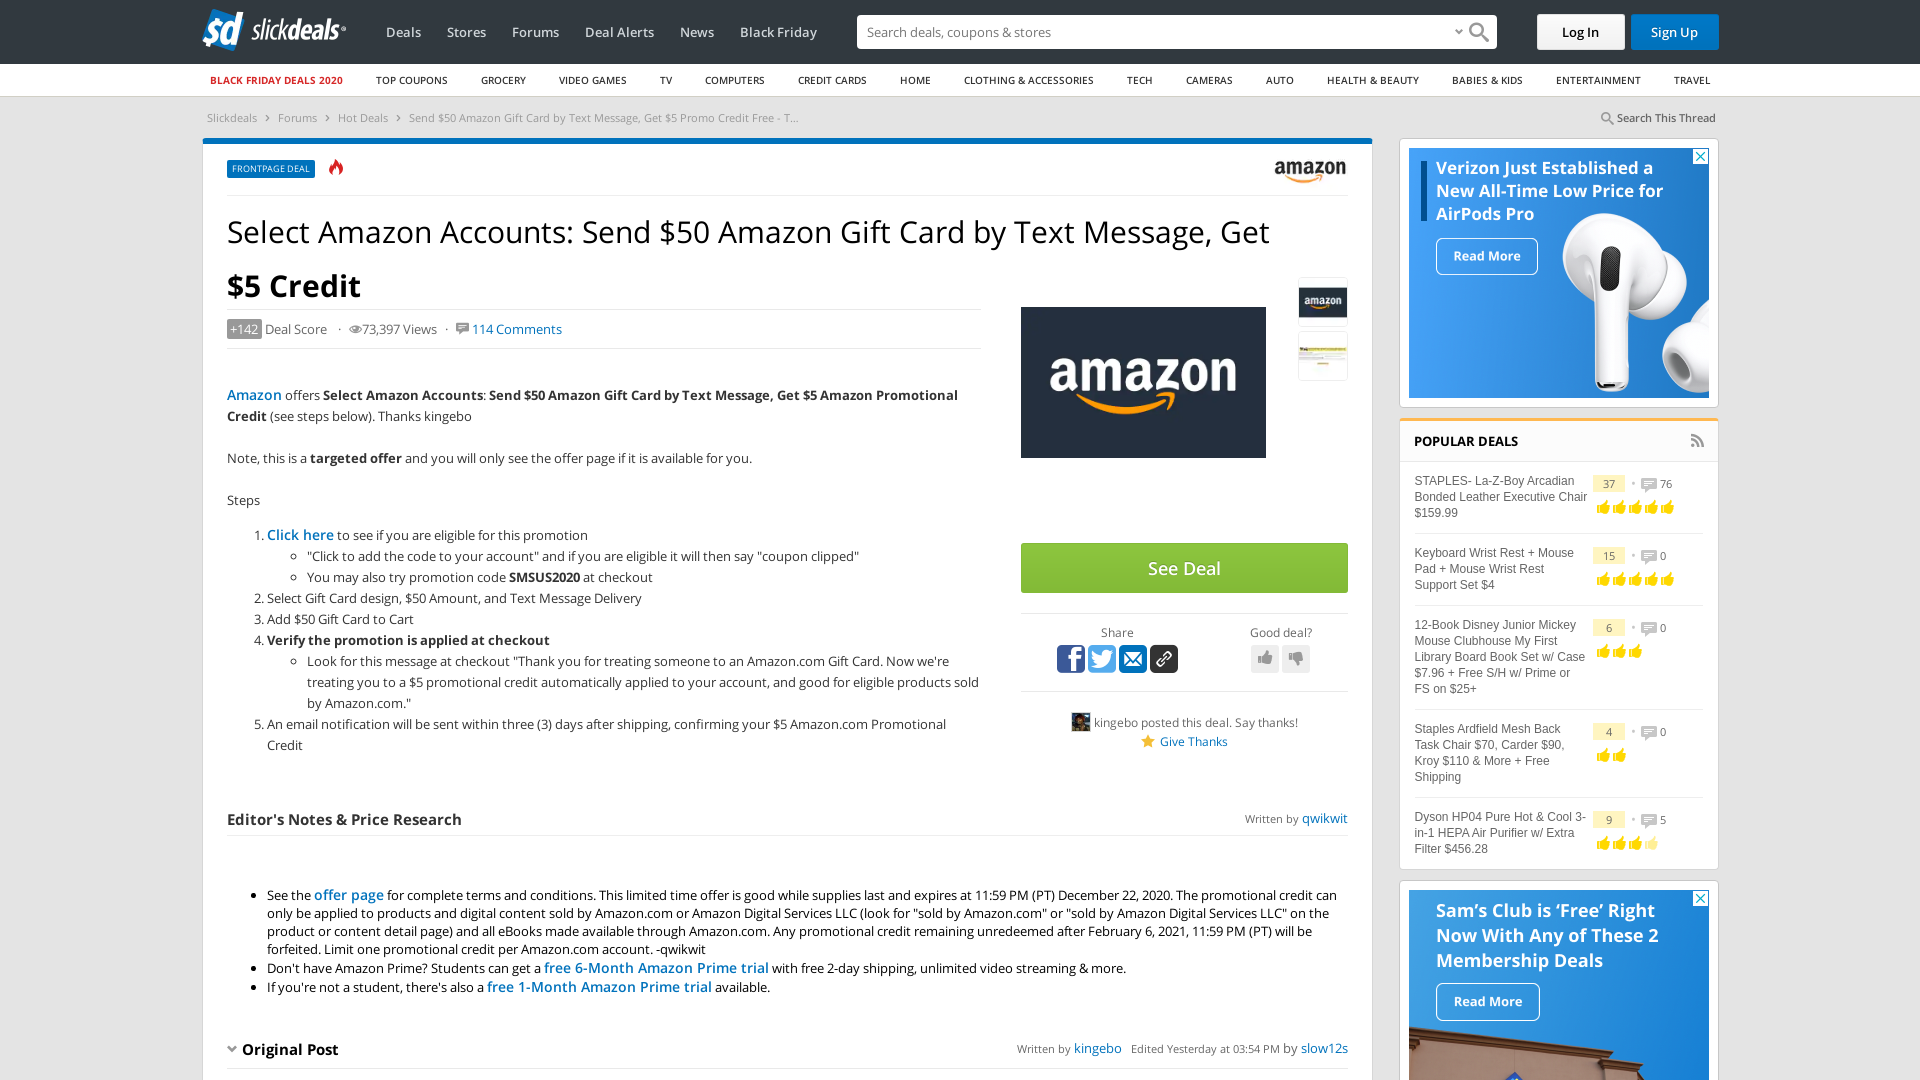 sd slickdeals
Deals Stores Forums Deal Alerts News Black Friday
Search deals, coupons & stores
Log In Sign Up
BLACK FRIDAY DEALS 2020 TOP COUPONS GROCERY VIDEO GAMES TV COMPUTERS CREDIT CARDS HOME CLOTHING & ACCESSORIES TECH CAMERAS AUTO HEALTH & BEAUTY BABIES & KIDS ENTERTAINMENT TRAVEL
Slickdeals › Forums › Hot Deals › Send $50 Amazon Gift Card by Text Message, Get $5 Promo Credit Free - T...
Search This Thread
FRONTPAGE DEAL
amazon
Select Amazon Accounts: Send $50 Amazon Gift Card by Text Message, Get
$5 Credit
+142 Deal Score · 73,397 Views · 114 Comments
Amazon offers Select Amazon Accounts: Send $50 Amazon Gift Card by Text Message, Get $5 Amazon Promotional
Credit (see steps below). Thanks kingebo
Note, this is a targeted offer and you will only see the offer page if it is available for you.
Steps
1. Click here to see if you are eligible for this promotion
"Click to add the code to your account" and if you are eligible it will then say "coupon clipped"
You may also try promotion code SMSUS2020 at checkout
2. Select Gift Card design, $50 Amount, and Text Message Delivery
3. Add $50 Gift Card to Cart
4. Verify the promotion is applied at checkout
Look for this message at checkout "Thank you for treating someone to an Amazon.com Gift Card. Now we're
treating you to a $5 promotional credit automatically applied to your account, and good for eligible products sold
by Amazon.com."
5. An email notification will be sent within three (3) days after shipping, confirming your $5 Amazon.com Promotional
Credit
amazon
amazon
See Deal
Share Good deal?
kingebo posted this deal. Say thanks!
Give Thanks
Editor's Notes & Price Research
Written by qwikwit
See the offer page for complete terms and conditions. This limited time offer is good while supplies last and expires at 11:59 PM (PT) December 22, 2020. The promotional credit can
only be applied to products and digital content sold by Amazon.com or Amazon Digital Services LLC (look for "sold by Amazon.com" or "sold by Amazon Digital Services LLC" on the
product or content detail page) and all eBooks made available through Amazon.com. Any promotional credit remaining unredeemed after February 6, 2021, 11:59 PM (PT) will be
forfeited. Limit one promotional credit per Amazon.com account. -qwikwit
Don't have Amazon Prime? Students can get a free 6-Month Amazon Prime trial with free 2-day shipping, unlimited video streaming & more.
If you're not a student, there's also a free 1-Month Amazon Prime trial available.
Original Post
Written by kingebo Edited Yesterday at 03:54 PM by slow12s
Verizon Just Established a
New All-Time Low Price for
AirPods Pro
Read More
POPULAR DEALS
STAPLES- La-Z-Boy Arcadian
Bonded Leather Executive Chair
$159.99
37 • 76
Keyboard Wrist Rest + Mouse
Pad + Mouse Wrist Rest
Support Set $4
15 • 0
12-Book Disney Junior Mickey
Mouse Clubhouse My First
Library Board Book Set w/ Case
$7.96 + Free S/H w/ Prime or
FS on $25+
6 • 0
Staples Ardfield Mesh Back
Task Chair $70, Carder $90,
Kroy $110 & More + Free
Shipping
4 • 0
Dyson HP04 Pure Hot & Cool 3-
in-1 HEPA Air Purifier w/ Extra
Filter $456.28
9 • 5
Sam's Club is ‘Free’ Right
Now With Any of These 2
Membership Deals
Read More